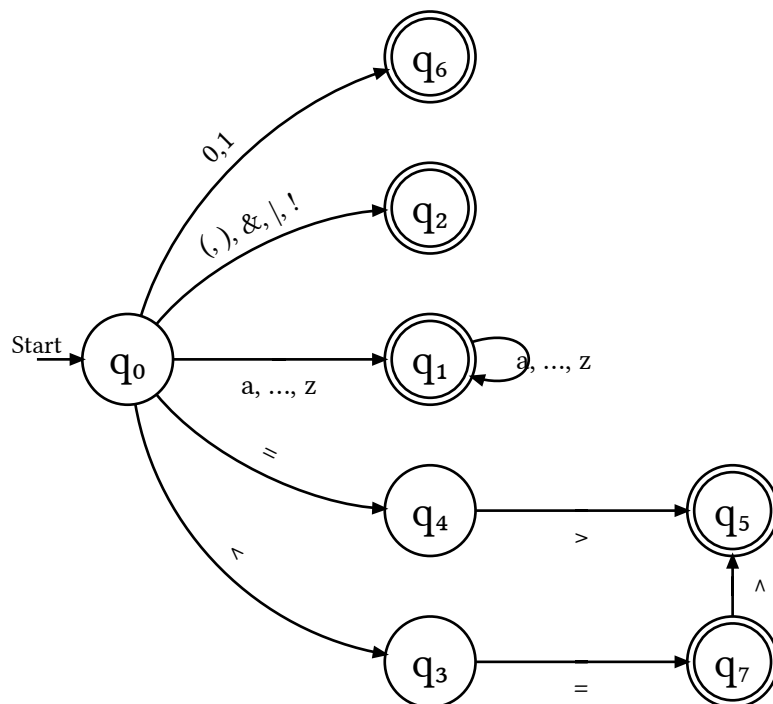 q6
0,1
q2
(, ), &, |, !
Start
q0
a, ..., z
q1
a, ..., z
=
q4
>
q5
<
>
q3
=
q7